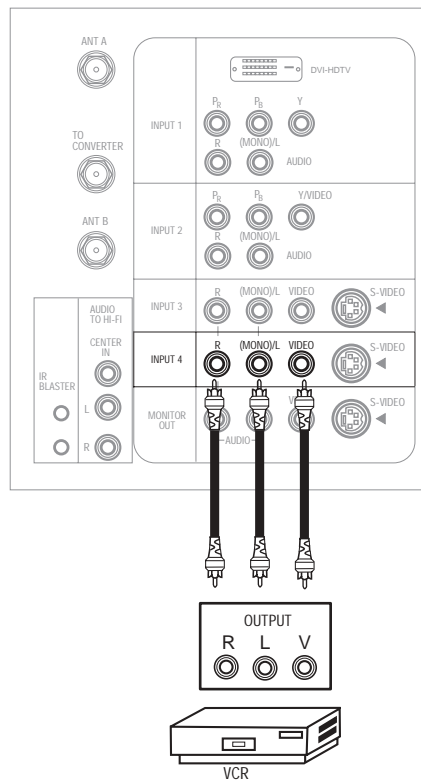 ANT A
DVI-HDTV
PR PB Y
INPUT 1
R (MONO)/L AUDIO
TO
CONVERTER
PR PB Y/VIDEO
ANT B
INPUT 2
R (MONO)/L AUDIO
AUDIO
TO HI-FI
INPUT 3 R (MONO)/L VIDEO S-VIDEO
CENTER
IN
INPUT 4 R (MONO)/L VIDEO S-VIDEO
IR
BLASTER
L
MONITOR
OUT
S-VIDEO
AUDIO
R
OUTPUT
R L V
VCR